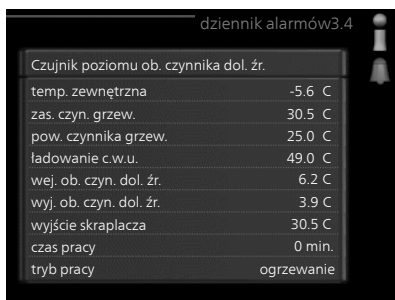 dziennik alarmów3.4
Czujnik poziomu ob. czynnika dol. źr.
temp. zewnętrzna -5.6 C
zas. czyn. grzew. 30.5 C
pow. czynnika grzew. 25.0 C
ładowanie c.w.u. 49.0 C
wej. ob. czyn. dol. źr. 6.2 C
wyj. ob. czyn. dol. źr. 3.9 C
wyjście skraplacza 30.5 C
czas pracy 0 min.
tryb pracy ogrzewanie